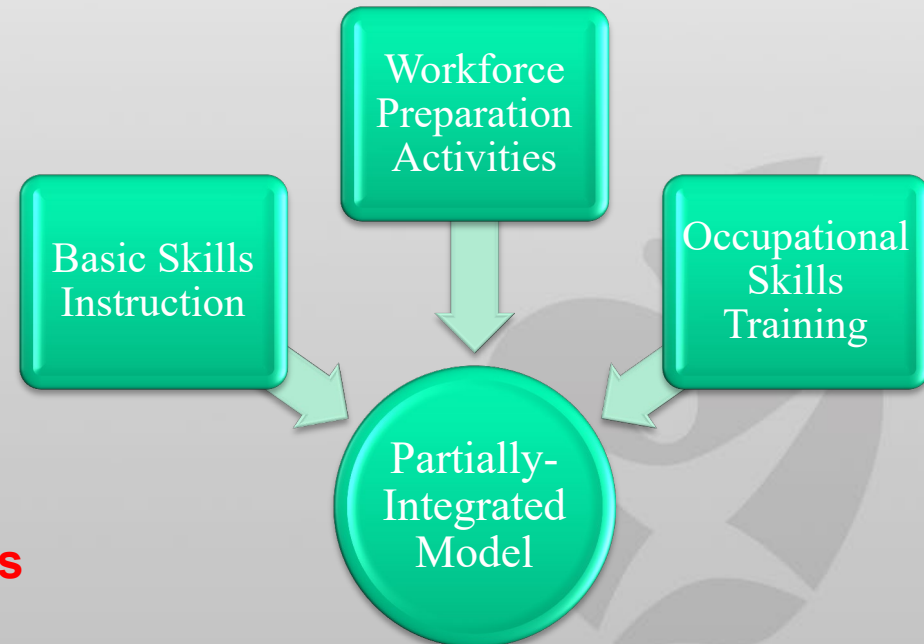 Workforce
Preparation
Activities
Basic Skills
Instruction
Occupational
Skills
Training
Partially-
Integrated
Model
s